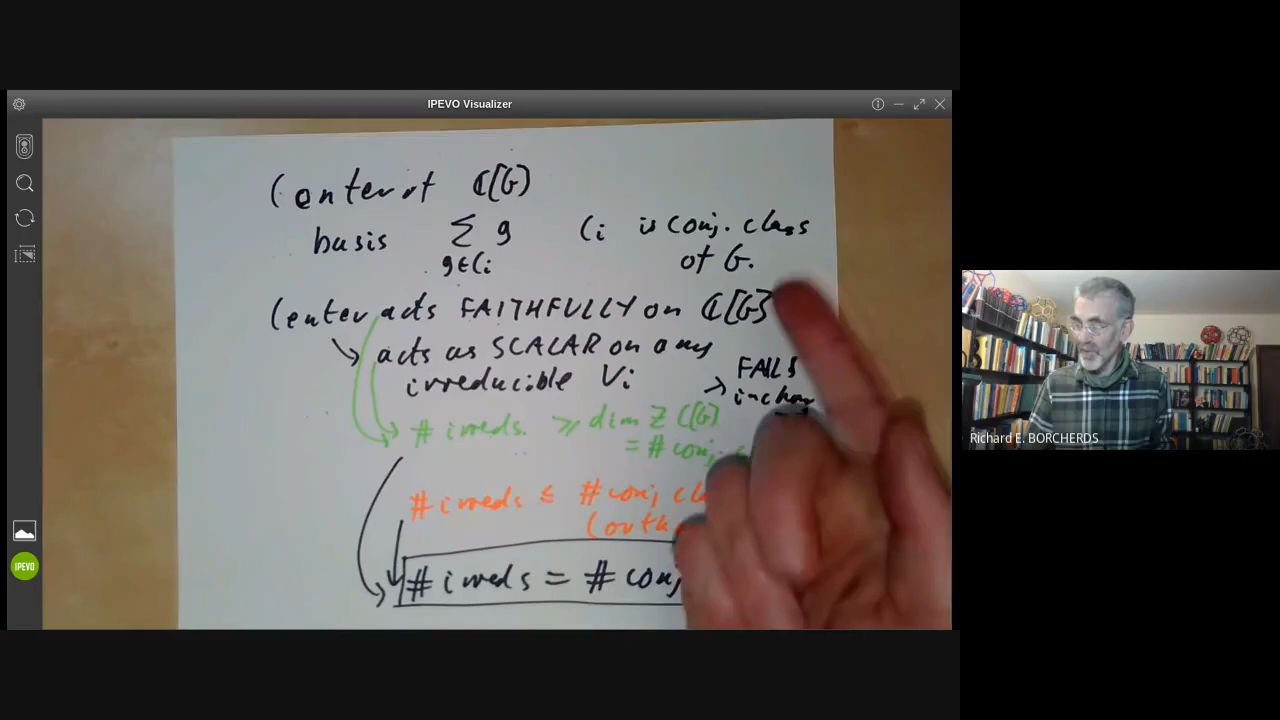 IPEVO Visualizer
Center of ℂ[G]
basis Σ g Ci is conj. class
g∈Ci of G.
Center acts FAITHFULLY on ℂ[G]
acts as SCALAR on any
irreducible Vi
FAILS
in char
# irreds. ⩾ dim Z ℂ[G]
= # conj.
# irreds ≤ # conj
(orth
# irreds = # conj
Richard E. BORCHERDS
IPEVO